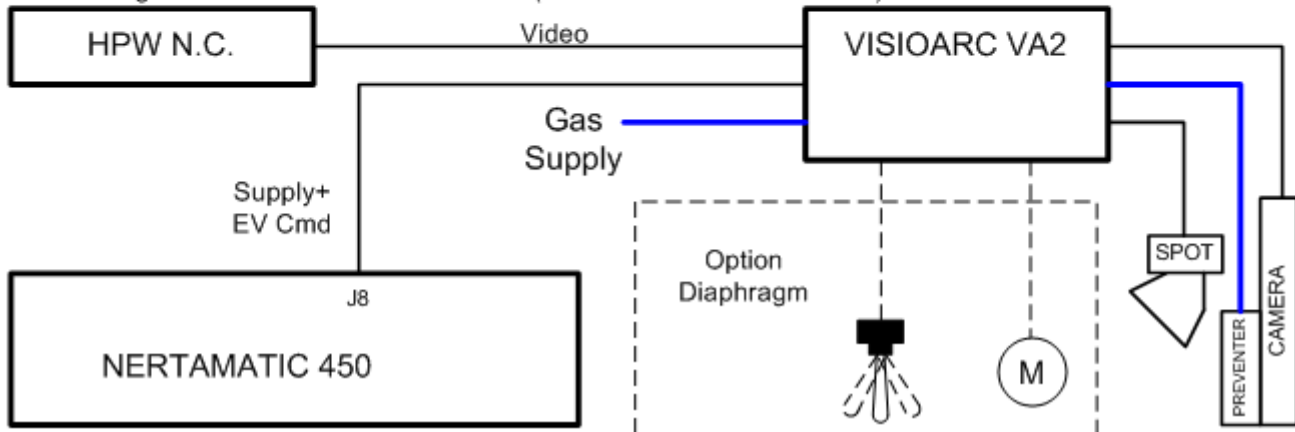 HPW N.C.
Video
VISIOARC VA2
Gas
Supply
Supply+
EV Cmd
Option
Diaphragm
SPOT
J8
NERTAMATIC 450
M
PREVENTER
CAMERA